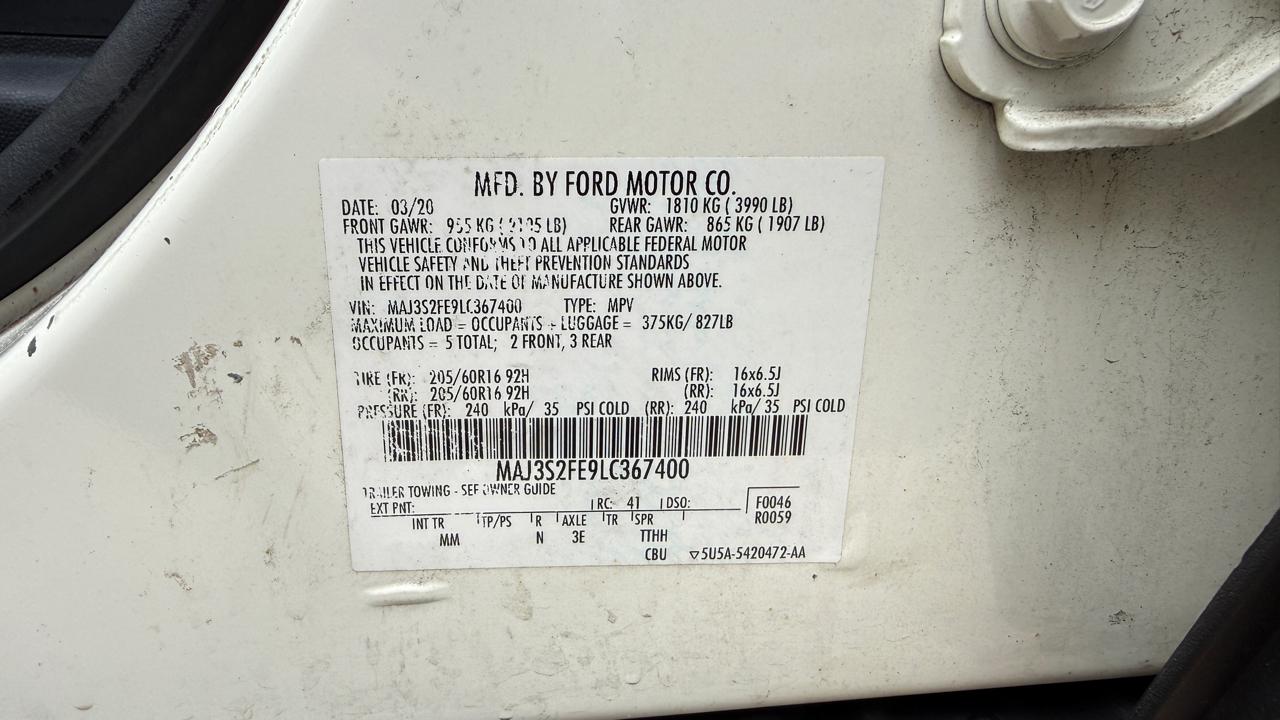 MFD. BY FORD MOTOR CO.
DATE: 03/20 GVWR: 1810 KG ( 3990 LB)
FRONT GAWR: 955 KG ( 2105 LB) REAR GAWR: 865 KG ( 1907 LB)
THIS VEHICLE CONFORMS TO ALL APPLICABLE FEDERAL MOTOR
VEHICLE SAFETY AND THEFT PREVENTION STANDARDS
IN EFFECT ON THE DATE OF MANUFACTURE SHOWN ABOVE.
VIN: MAJ3S2FE9LC367400 TYPE: MPV
MAXIMUM LOAD = OCCUPANTS + LUGGAGE = 375KG/ 827LB
OCCUPANTS = 5 TOTAL; 2 FRONT, 3 REAR
TIRE (FR): 205/60R16 92H RIMS (FR): 16x6.5J
(RR): 205/60R16 92H (RR): 16x6.5J
PRESSURE (FR): 240 kPa/ 35 PSI COLD (RR): 240 kPa/ 35 PSI COLD
MAJ3S2FE9LC367400
TRAILER TOWING - SEE OWNER GUIDE
EXT PNT: RC: 41 DSO: F0046
R0059
INT TR TP/PS R AXLE TR SPR
MM N 3E TTHH
CBU ▽5U5A-5420472-AA